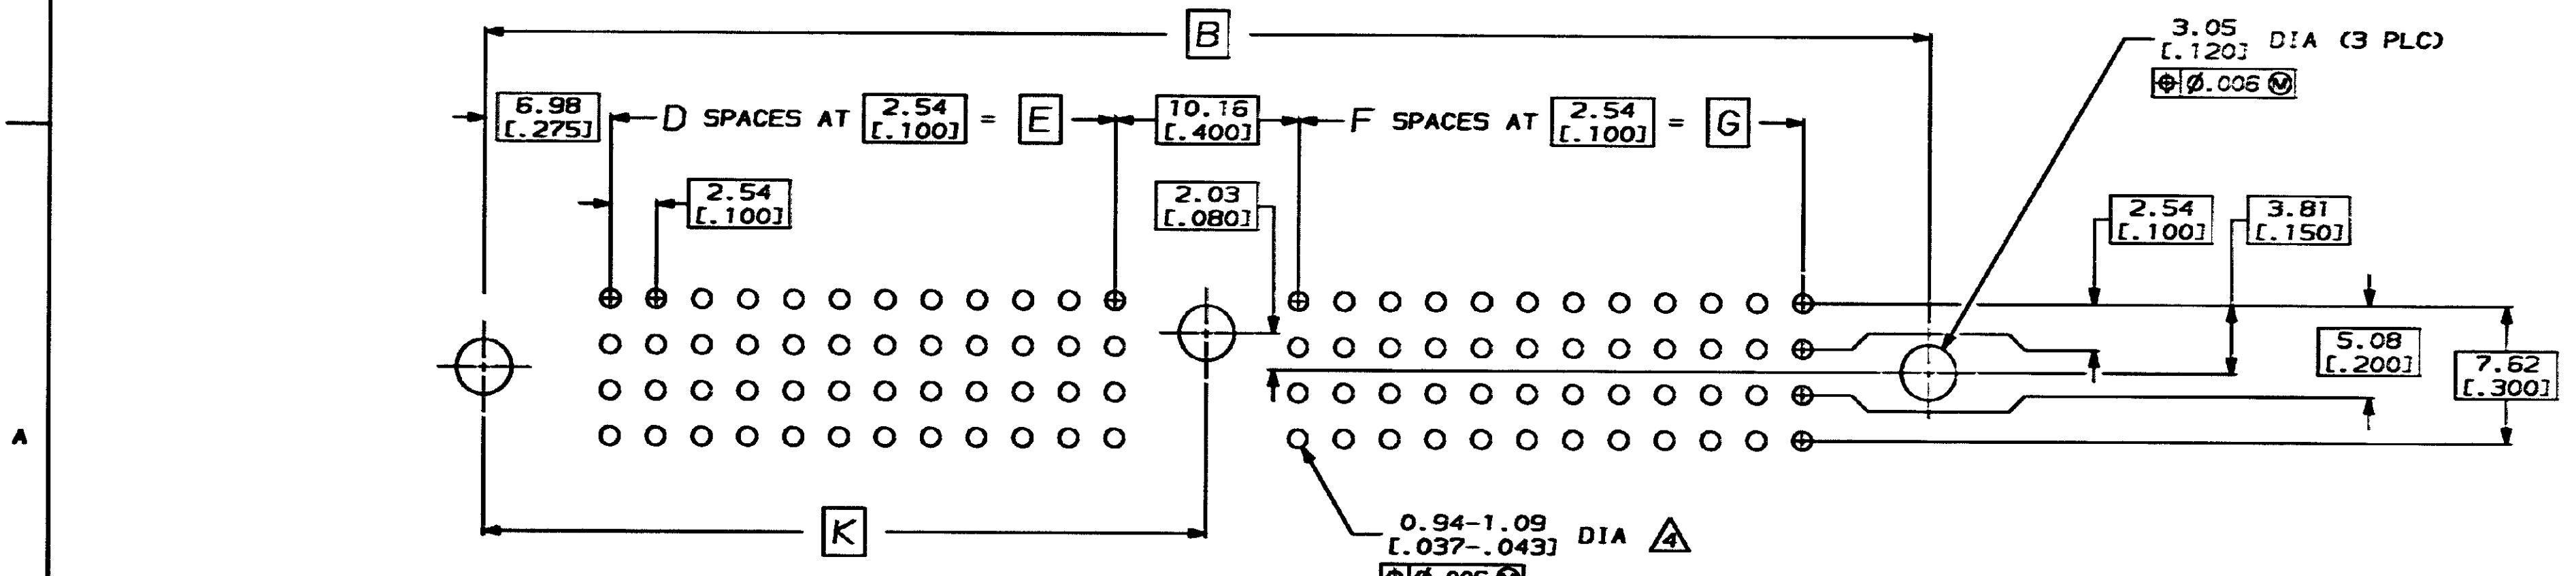 B
3.05
[.120] DIA (3 PLC)
⌖ Ø.006 Ⓜ
6.98
[.275]
D SPACES AT 2.54 [.100] = E
10.16
[.400]
F SPACES AT 2.54 [.100] = G
2.54
[.100]
2.03
[.080]
2.54
[.100]
3.81
[.150]
5.08
[.200]
7.62
[.300]
A
K
0.94-1.09
[.037-.043] DIA 4